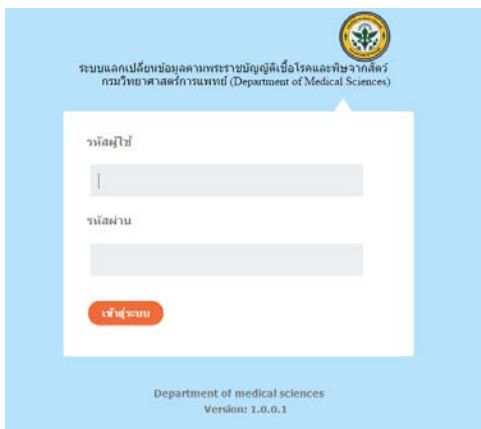 ระบบแลกเปลี่ยนข้อมูลตามพระราชบัญญัติเชื้อโรคและพิษจากสัตว์
กรมวิทยาศาสตร์การแพทย์ (Department of Medical Sciences)
รหัสผู้ใช้
รหัสผ่าน
เข้าสู่ระบบ
Department of medical sciences
Version: 1.0.0.1